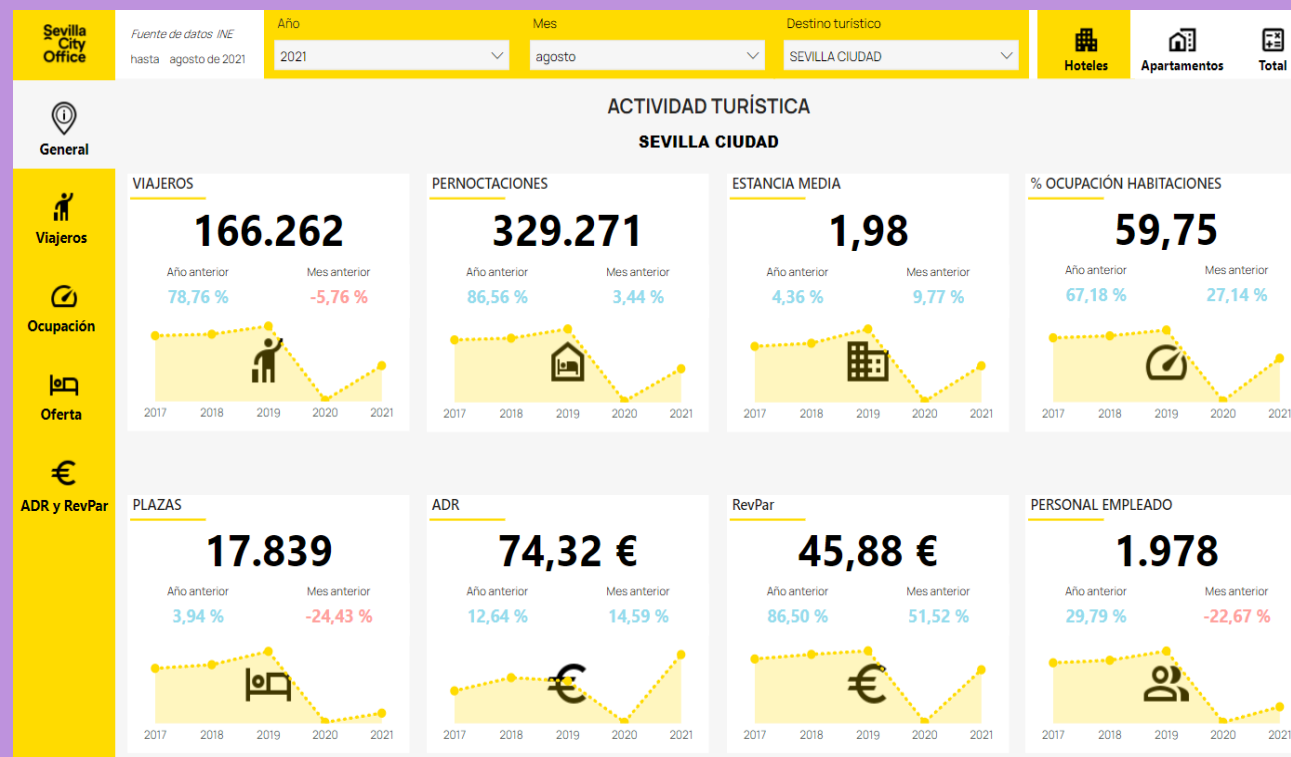 Sevilla
City
Office
Fuente de datos INE
hasta agosto de 2021
Año
2021
Mes
agosto
Destino turístico
SEVILLA CIUDAD
Hoteles
Apartamentos
Total
General
Viajeros
Ocupación
Oferta
ADR y RevPar
ACTIVIDAD TURÍSTICA
SEVILLA CIUDAD
VIAJEROS
166.262
Año anterior Mes anterior
78,76 % -5,76 %
2017 2018 2019 2020 2021
PERNOCTACIONES
329.271
Año anterior Mes anterior
86,56 % 3,44 %
2017 2018 2019 2020 2021
ESTANCIA MEDIA
1,98
Año anterior Mes anterior
4,36 % 9,77 %
2017 2018 2019 2020 2021
% OCUPACIÓN HABITACIONES
59,75
Año anterior Mes anterior
67,18 % 27,14 %
2017 2018 2019 2020 2021
PLAZAS
17.839
Año anterior Mes anterior
3,94 % -24,43 %
2017 2018 2019 2020 2021
ADR
74,32 €
Año anterior Mes anterior
12,64 % 14,59 %
2017 2018 2019 2020 2021
RevPar
45,88 €
Año anterior Mes anterior
86,50 % 51,52 %
2017 2018 2019 2020 2021
PERSONAL EMPLEADO
1.978
Año anterior Mes anterior
29,79 % -22,67 %
2017 2018 2019 2020 2021